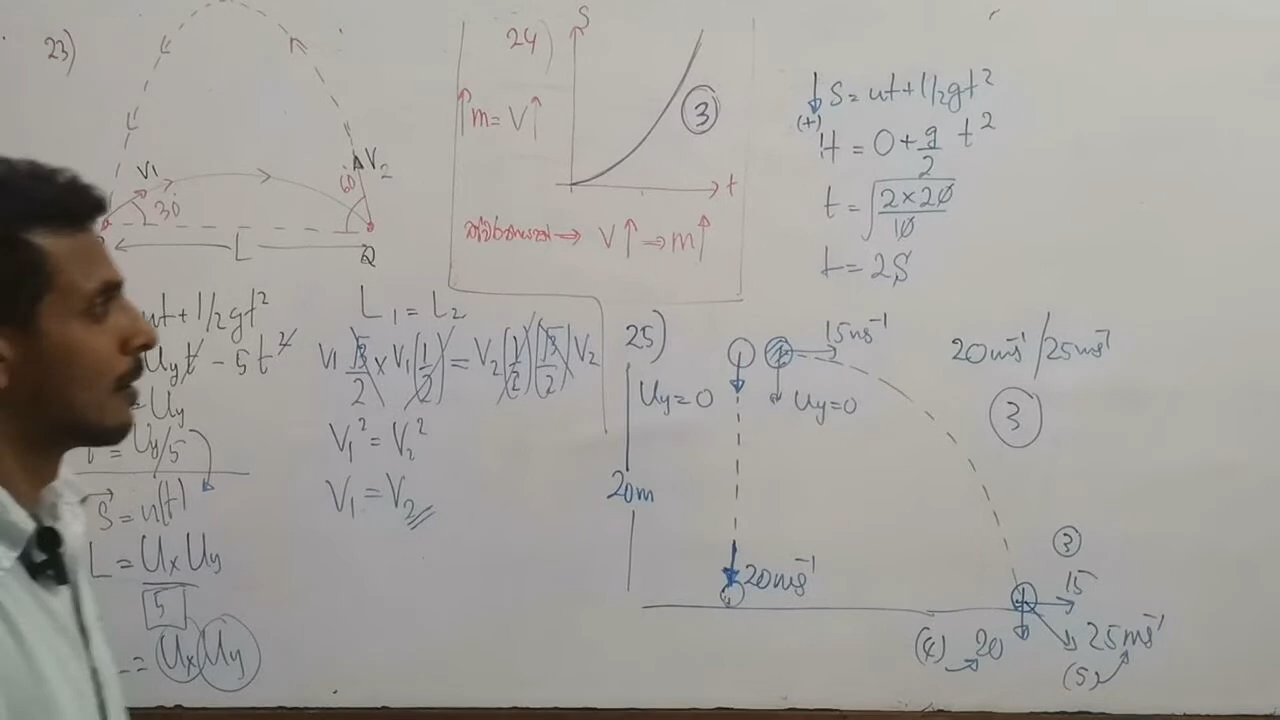 23)
V1
30
60
V2
L
Q
ut+1/2gt²
Uyt - 5t²
= Uy
t = Uy/5
S = u(t)
L = Ux Uy
5
= Ux Uy
L1 = L2
V1 √3/2 × V1 (1/2) = V2 (1/2)(√3/2) V2
V1² = V2²
V1 = V2
24)
S
t
↑m = V↑
3
→ V↑ → m↑
↓ S = ut+1/2gt²
(+)
H = 0 + g/2 t²
t = √(2×20/10)
t = 2s
25)
15ms⁻¹
Uy=0
Uy=0
20m
20ms⁻¹
20ms⁻¹/25ms⁻¹
3
3
15
(4) 20
25ms⁻¹
(5)